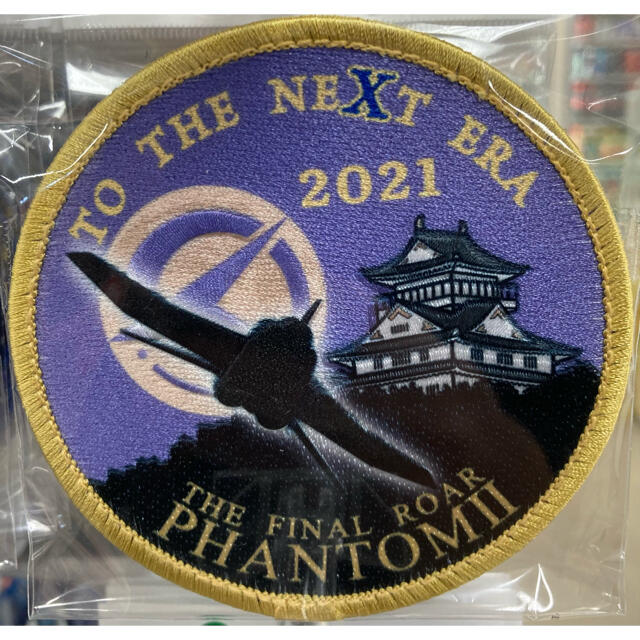 TO THE NEXT ERA
2021
THE FINAL ROAR
PHANTOMII